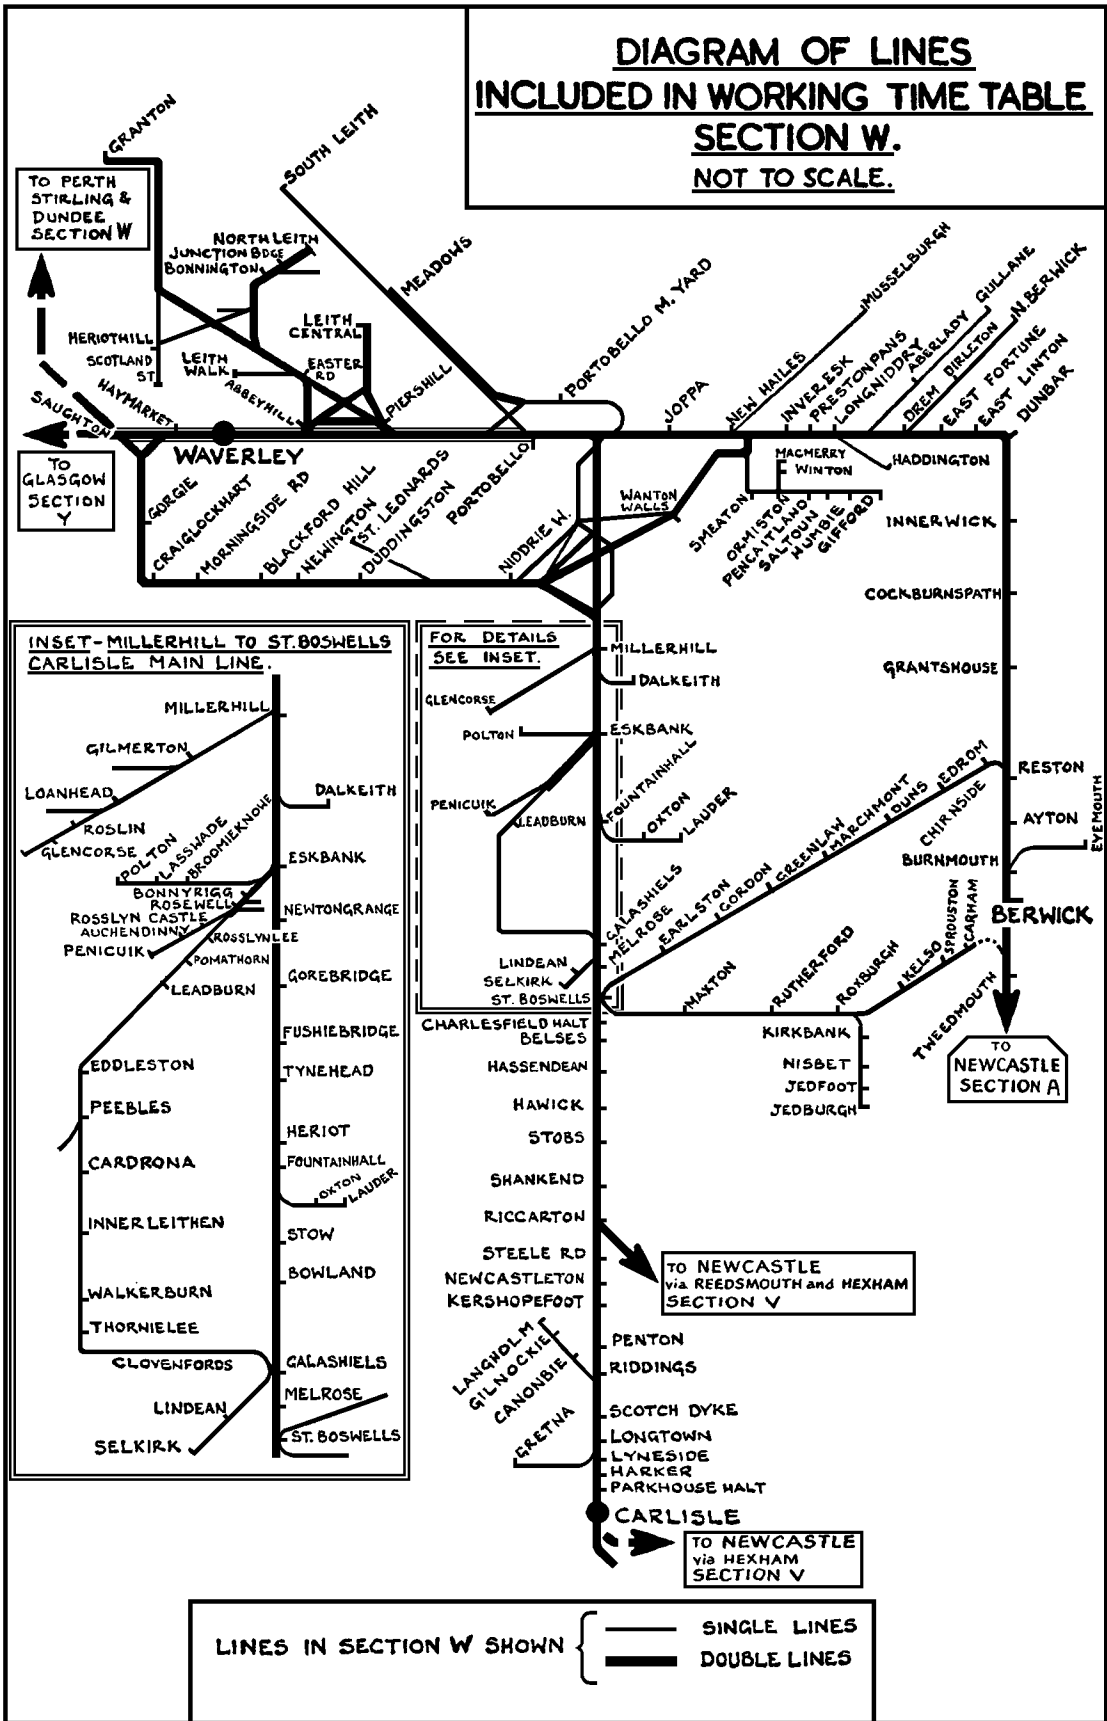 DIAGRAM OF LINES
INCLUDED IN WORKING TIME TABLE
SECTION W.
NOT TO SCALE.
GRANTON
SOUTH LEITH
TO PERTH
STIRLING &
DUNDEE
SECTION W
NORTH LEITH
JUNCTION BDGE
BONNINGTON
MEADOWS
PORTOBELLO M. YARD
MUSSELBURGH
GULLANE
N. BERWICK
HERIOTHILL
SCOTLAND
ST.
LEITH
CENTRAL
LEITH
WALK
EASTER
RD
ABBEYHILL
PIERSHILL
JOPPA
NEW HAILES
INVERESK
PRESTONPANS
LONGNIDDRY
ABERLADY
DREM
DIRLETON
EAST FORTUNE
EAST LINTON
DUNBAR
SAUGHTON
HAYMARKET
WAVERLEY
TO
GLASGOW
SECTION
Y
GORGIE
CRAIGLOCKHART
MORNINGSIDE RD
BLACKFORD HILL
NEWINGTON
(ST. LEONARDS
DUDDINGSTON
PORTOBELLO
NIDDRIE W.
WANTON
WALLS
MACMERRY
WINTON
HADDINGTON
SMEATON
ORMISTON
PENCAITLAND
SALTOUN
HUMBIE
GIFFORD
INNERWICK
COCKBURNSPATH
GRANTSHOUSE
RESTON
AYTON
EYEMOUTH
BURNMOUTH
BERWICK
TWEEDMOUTH
TO
NEWCASTLE
SECTION A
INSET-MILLERHILL TO ST. BOSWELLS
CARLISLE MAIN LINE.
MILLERHILL
GILMERTON
LOANHEAD
ROSLIN
GLENCORSE
DALKEITH
POLTON
LASSWADE
BROOMIEKNOWE
ESKBANK
BONNYRIGG
ROSEWELL
ROSSLYN CASTLE
AUCHENDINNY
PENICUIK
NEWTONGRANGE
ROSSLYNLEE
POMATHORN
LEADBURN
GOREBRIDGE
FUSHIEBRIDGE
EDDLESTON
TYNEHEAD
PEEBLES
HERIOT
CARDRONA
FOUNTAINHALL
OXTON
LAUDER
INNERLEITHEN
STOW
BOWLAND
WALKERBURN
THORNIELEE
CLOVENFORDS
GALASHIELS
MELROSE
LINDEAN
SELKIRK
ST. BOSWELLS
FOR DETAILS
SEE INSET.
MILLERHILL
DALKEITH
GLENCORSE
POLTON
ESKBANK
FOUNTAINHALL
PENICUIK
LEADBURN
OXTON
LAUDER
GALASHIELS
MELROSE
LINDEAN
SELKIRK
ST. BOSWELLS
EARLSTON
GORDON
GREENLAW
MARCHMONT
DUNS
EDROM
CHIRNSIDE
MAXTON
RUTHERFORD
ROXBURGH
KELSO
SPROUSTON
CARHAM
KIRKBANK
NISBET
JEDFOOT
JEDBURGH
CHARLESFIELD HALT
BELSES
HASSENDEAN
HAWICK
STOBS
SHANKEND
RICCARTON
STEELE RD
NEWCASTLETON
KERSHOPEFOOT
TO NEWCASTLE
via REEDSMOUTH and HEXHAM
SECTION V
LANGHOLM
GILNOCKIE
CANONBIE
PENTON
RIDDINGS
GRETNA
SCOTCH DYKE
LONGTOWN
LYNESIDE
HARKER
PARKHOUSE HALT
CARLISLE
TO NEWCASTLE
via HEXHAM
SECTION V
LINES IN SECTION W SHOWN
SINGLE LINES
DOUBLE LINES